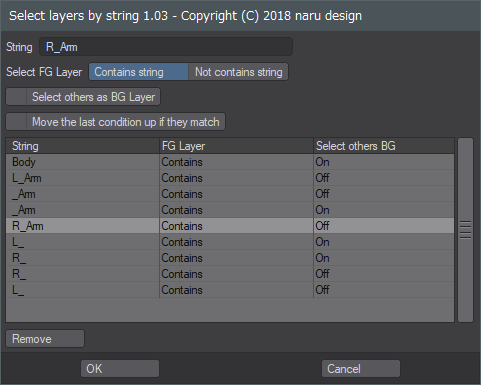 Select layers by string 1.03 - Copyright (C) 2018 naru design
String R_Arm
Select FG Layer Contains string Not contains string
Select others as BG Layer
Move the last condition up if they match
String FG Layer Select others BG
Body Contains On
L_Arm Contains Off
_Arm Contains Off
_Arm Contains On
R_Arm Contains Off
L_ Contains On
R_ Contains On
R_ Contains Off
L_ Contains Off
Remove
OK Cancel